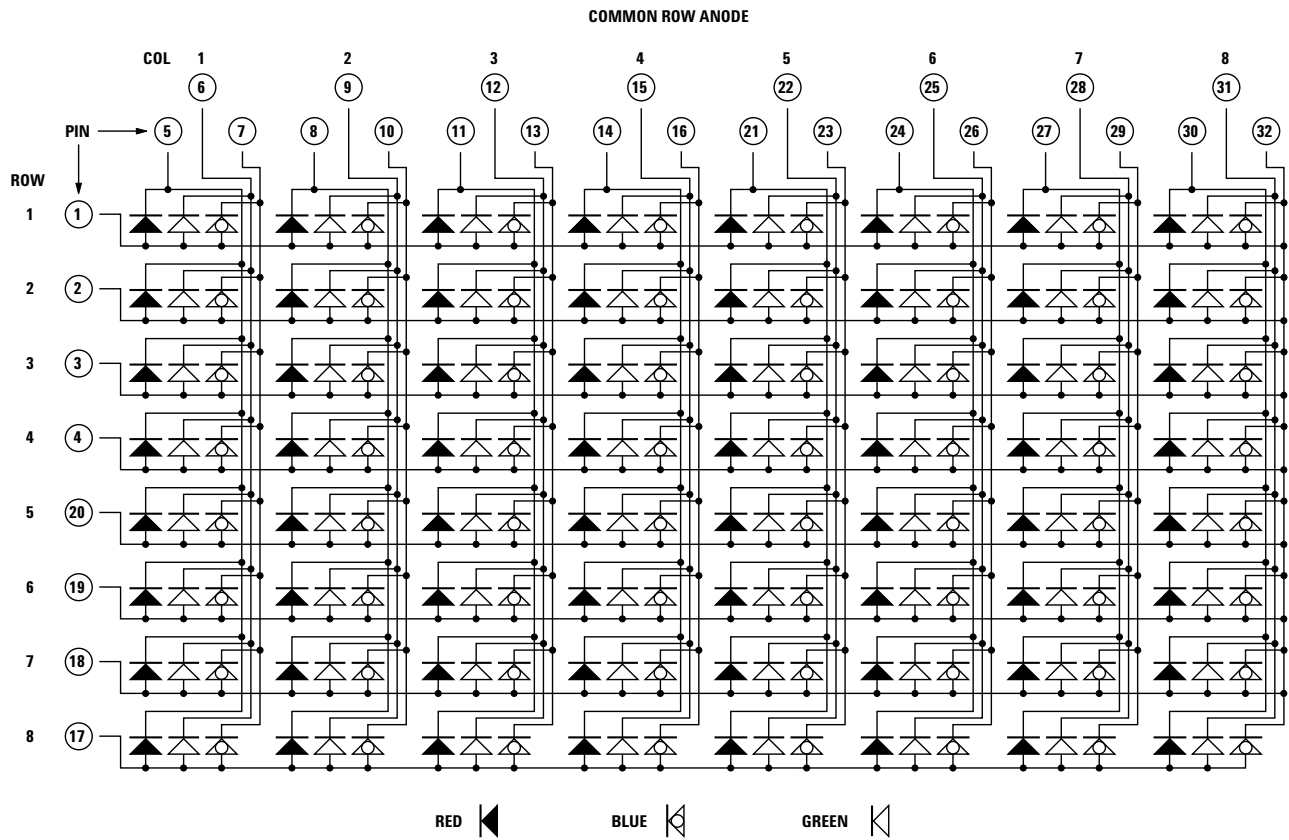 COMMON ROW ANODE
COL 1 2 3 4 5 6 7 8
6 9 12 15 22 25 28 31
PIN 5 7 8 10 11 13 14 16 21 23 24 26 27 29 30 32
ROW
1 1
2 2
3 3
4 4
5 20
6 19
7 18
8 17
RED BLUE GREEN